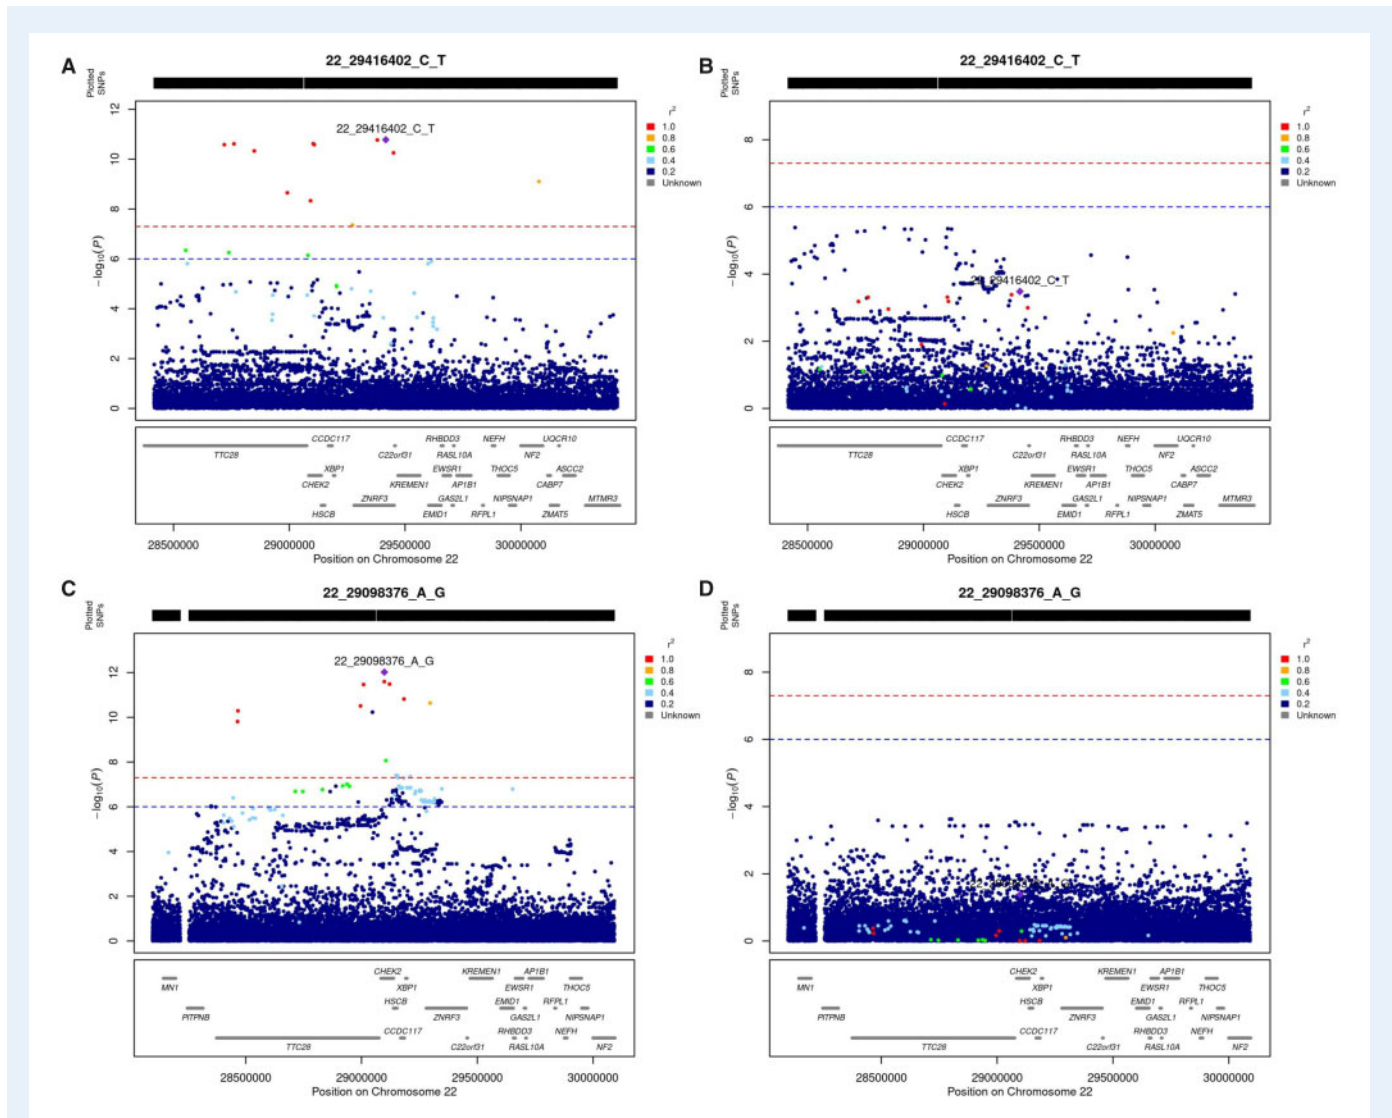 A
22_29416402_C_T
Plotted SNPs
r2
1.0
0.8
0.6
0.4
0.2
Unknown
−log10(P)
12
10
8
6
4
2
0
22_29416402_C_T
CCDC117 RHBDD3 NEFH UQCR10
TTC28 C22orf31 RASL10A NF2
XBP1 EWSR1 THOC5 ASCC2
CHEK2 KREMEN1 AP1B1 CABP7
ZNRF3 GAS2L1 NIPSNAP1 MTMR3
HSCB EMID1 RFPL1 ZMAT5
28500000 29000000 29500000 30000000
Position on Chromosome 22
B
22_29416402_C_T
Plotted SNPs
r2
1.0
0.8
0.6
0.4
0.2
Unknown
−log10(P)
8
6
4
2
0
22_29416402_C_T
CCDC117 RHBDD3 NEFH UQCR10
TTC28 C22orf31 RASL10A NF2
XBP1 EWSR1 THOC5 ASCC2
CHEK2 KREMEN1 AP1B1 CABP7
ZNRF3 GAS2L1 NIPSNAP1 MTMR3
HSCB EMID1 RFPL1 ZMAT5
28500000 29000000 29500000 30000000
Position on Chromosome 22
C
22_29098376_A_G
Plotted SNPs
r2
1.0
0.8
0.6
0.4
0.2
Unknown
−log10(P)
12
10
8
6
4
2
0
22_29098376_A_G
CHEK2 KREMEN1 AP1B1
MN1 XBP1 EWSR1 THOC5
HSCB EMID1 RFPL1
PITPNB ZNRF3 GAS2L1 NIPSNAP1
CCDC117 RHBDD3 NEFH
TTC28 C22orf31 RASL10A NF2
28500000 29000000 29500000 30000000
Position on Chromosome 22
D
22_29098376_A_G
Plotted SNPs
r2
1.0
0.8
0.6
0.4
0.2
Unknown
−log10(P)
8
6
4
2
0
22_29098376_A_G
CHEK2 KREMEN1 AP1B1
MN1 XBP1 EWSR1 THOC5
HSCB EMID1 RFPL1
PITPNB ZNRF3 GAS2L1 NIPSNAP1
CCDC117 RHBDD3 NEFH
TTC28 C22orf31 RASL10A NF2
28500000 29000000 29500000 30000000
Position on Chromosome 22